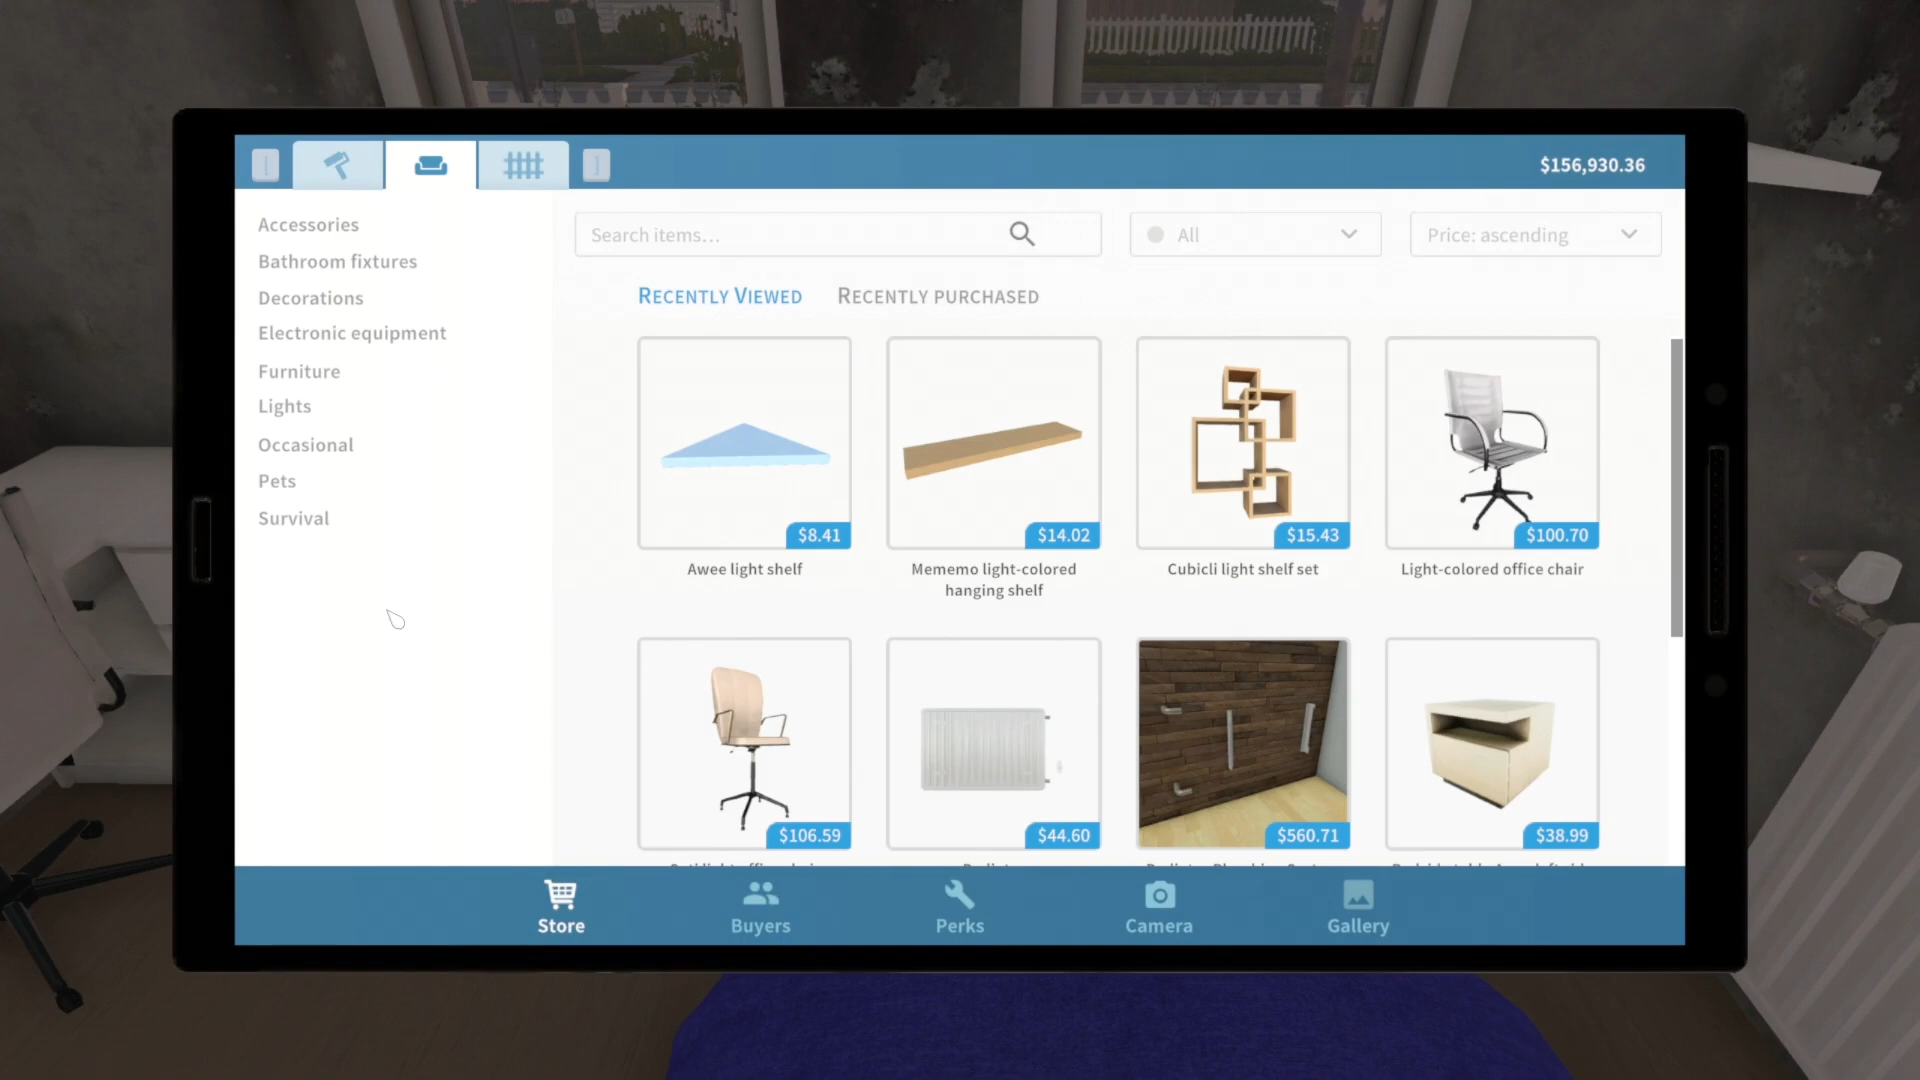 $156,930.36
Accessories
Bathroom fixtures
Decorations
Electronic equipment
Furniture
Lights
Occasional
Pets
Survival
Search items...
All
Price: ascending
RECENTLY VIEWED
RECENTLY PURCHASED
$8.41
$14.02
$15.43
$100.70
Awee light shelf
Mememo light-colored
hanging shelf
Cubicli light shelf set
Light-colored office chair
$106.59
$44.60
$560.71
$38.99
Store
Buyers
Perks
Camera
Gallery